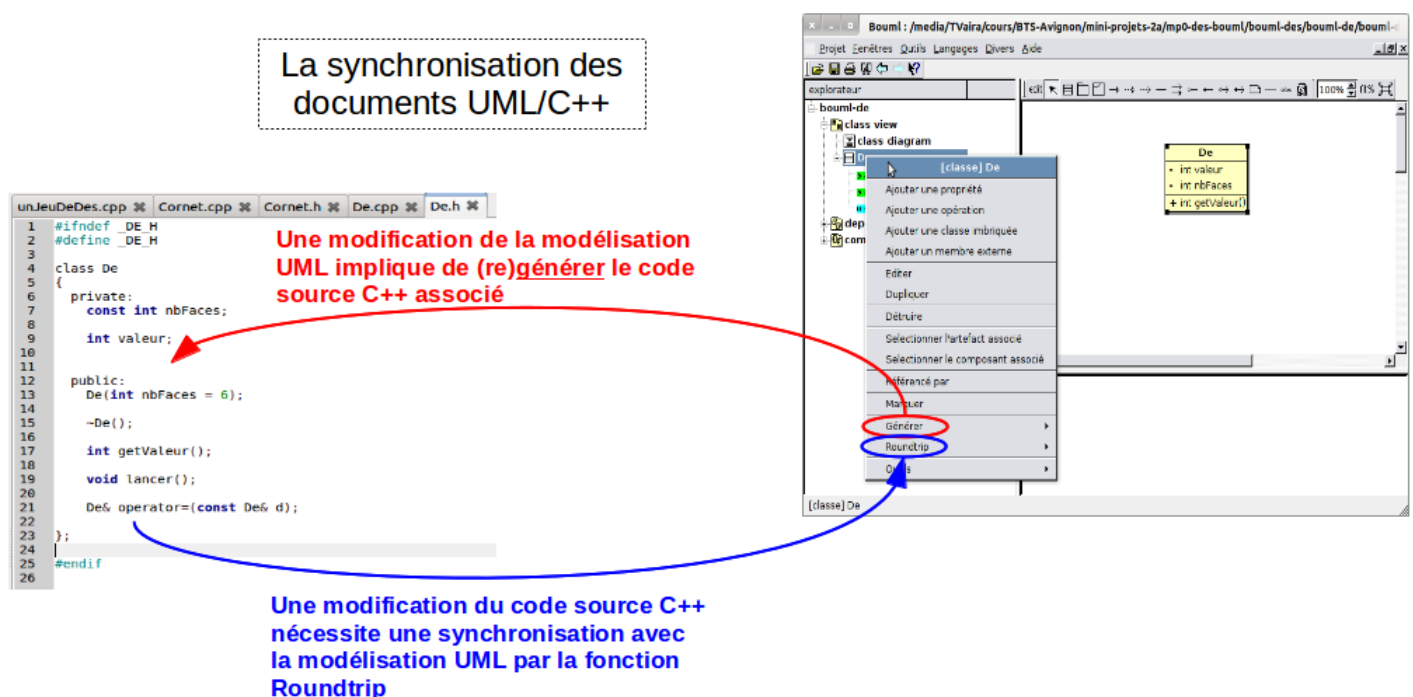 La synchronisation des
documents UML/C++
unJeuDeDes.cpp Cornet.cpp Cornet.h De.cpp De.h
1 #ifndef _DE_H
2 #define _DE_H
3
4 class De
5 {
6 private:
7 const int nbFaces;
8
9 int valeur;
10
11
12 public:
13 De(int nbFaces = 6);
14
15 ~De();
16
17 int getValeur();
18
19 void lancer();
20
21 De& operator=(const De& d);
22
23 };
24
25 #endif
26
Une modification de la modélisation
UML implique de (re)générer le code
source C++ associé
Une modification du code source C++
nécessite une synchronisation avec
la modélisation UML par la fonction
Roundtrip
Bouml : /media/TVaira/cours/BTS-Avignon/mini-projets-2a/mp0-des-bouml/bouml-des/bouml-de/bouml-
Projet Fenêtres Outils Langages Divers Aide
explorateur
edit 100% fit%
bouml-de
class view
class diagram
dep
com
[classe] De
Ajouter une propriété
Ajouter une opération
Ajouter une classe imbriquée
Ajouter un membre externe
Editer
Dupliquer
Détruire
Selectionner l'artefact associé
Selectionner le composant associé
Référencé par
Marquer
Générer
Roundtrip
De
- int valeur
- int nbFaces
+ int getValeur()
[classe] De